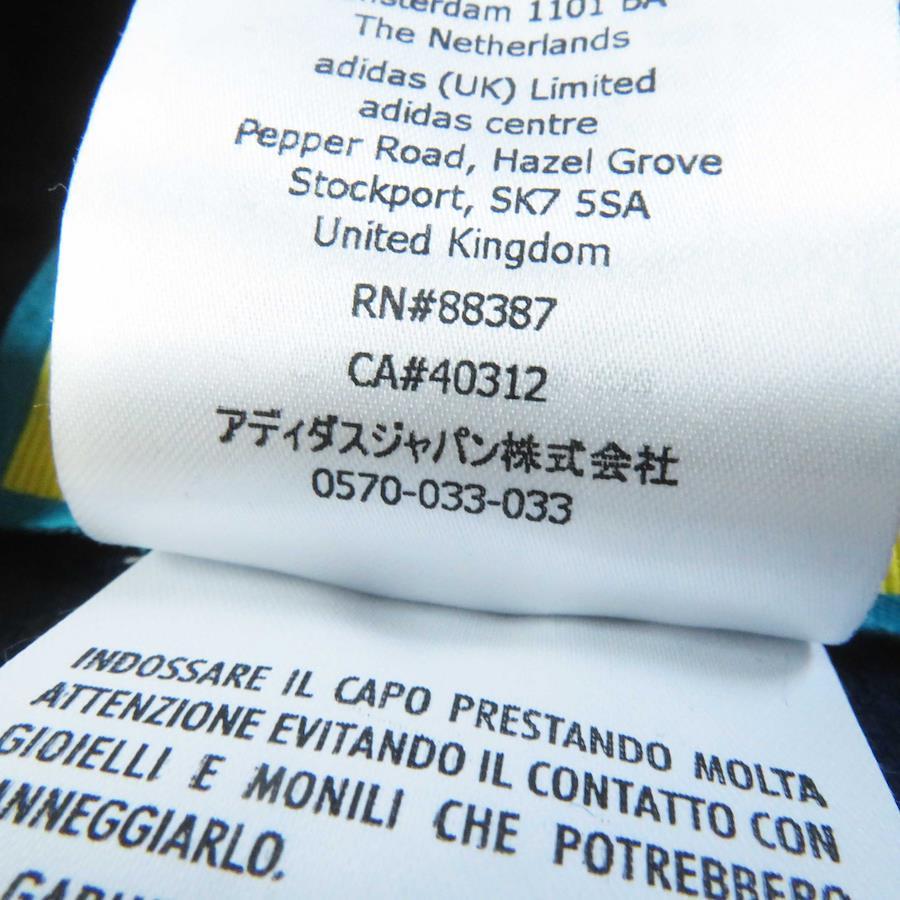 1101
The Netherlands
adidas (UK) Limited
adidas centre
Pepper Road, Hazel Grove
Stockport, SK7 5SA
United Kingdom
RN#88387
CA#40312
アディダスジャパン株式会社
0570-033-033
INDOSSARE IL CAPO PRESTANDO MOLTA
ATTENZIONE EVITANDO IL CONTATTO CON
GIOIELLI E MONILI CHE POTREBBERO
NNEGGIARLO.